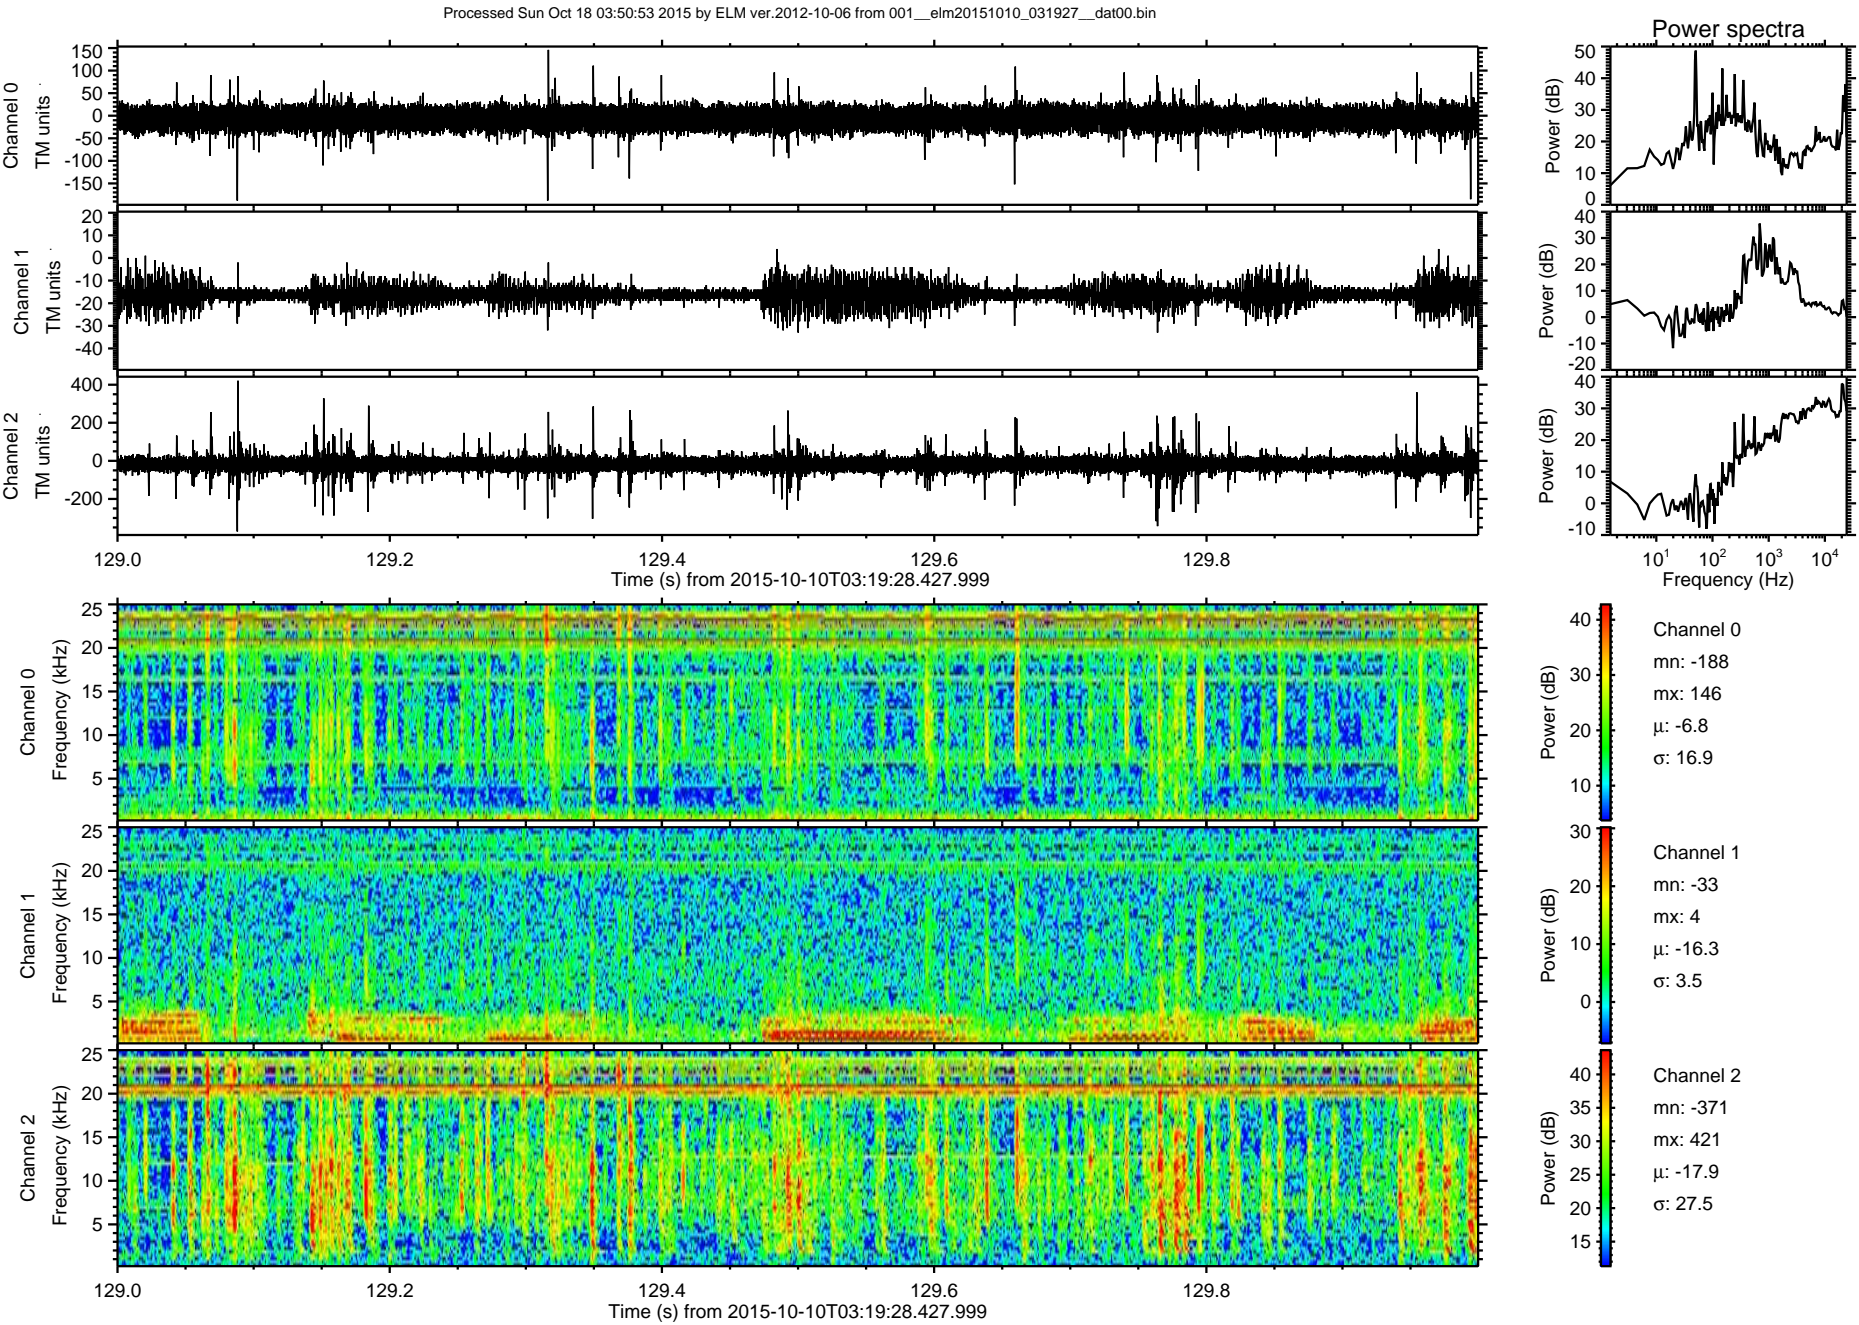 Processed Sun Oct 18 03:50:53 2015 by ELM ver.2012-10-06 from 001__elm20151010_031927__dat00.bin
Power spectra
Channel 0
TM units
150
100
50
0
-50
-100
-150
Power (dB)
50
40
30
20
10
0
Channel 1
TM units
20
10
0
-10
-20
-30
-40
Power (dB)
40
30
20
10
0
-10
-20
Channel 2
TM units
400
200
0
-200
Power (dB)
40
30
20
10
0
-10
129.0 129.2 129.4 129.6 129.8
Time (s) from 2015-10-10T03:19:28.427.999
10¹ 10² 10³ 10⁴
Frequency (Hz)
Channel 0
Frequency (kHz)
25
20
15
10
5
Power (dB)
40
30
20
10
Channel 0
mn: -188
mx: 146
μ: -6.8
σ: 16.9
Channel 1
Frequency (kHz)
25
20
15
10
5
Power (dB)
30
20
10
0
Channel 1
mn: -33
mx: 4
μ: -16.3
σ: 3.5
Channel 2
Frequency (kHz)
25
20
15
10
5
Power (dB)
40
35
30
25
20
15
Channel 2
mn: -371
mx: 421
μ: -17.9
σ: 27.5
129.0 129.2 129.4 129.6 129.8
Time (s) from 2015-10-10T03:19:28.427.999